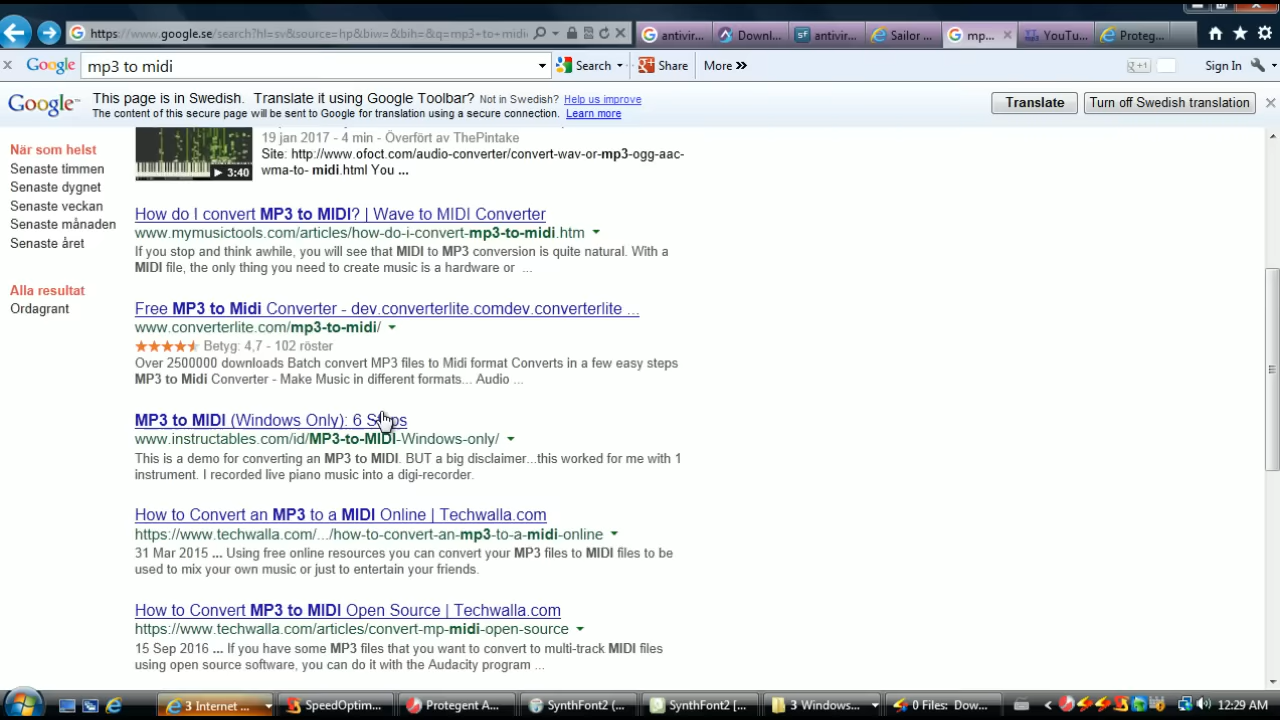 https://www.google.se/search?hl=sv&source=hp&biw=&bih=&q=mp3+to+midi
antivir...
Downl...
antivir...
Sailor ...
mp...
YouTu...
Proteg...
Google
mp3 to midi
Search
Share
More »
+1
Sign In
Google
This page is in Swedish. Translate it using Google Toolbar? Not in Swedish? Help us improve
The content of this secure page will be sent to Google for translation using a secure connection. Learn more
Translate
Turn off Swedish translation
När som helst
Senaste timmen
Senaste dygnet
Senaste veckan
Senaste månaden
Senaste året
Alla resultat
Ordagrant
3:40
19 jan 2017 - 4 min - Överfört av ThePintake
Site: http://www.ofoct.com/audio-converter/convert-wav-or-mp3-ogg-aac-
wma-to- midi.html You ...
How do I convert MP3 to MIDI? | Wave to MIDI Converter
www.mymusictools.com/articles/how-do-i-convert-mp3-to-midi.htm
If you stop and think awhile, you will see that MIDI to MP3 conversion is quite natural. With a
MIDI file, the only thing you need to create music is a hardware or ...
Free MP3 to Midi Converter - dev.converterlite.comdev.converterlite ...
www.converterlite.com/mp3-to-midi/
Betyg: 4,7 - 102 röster
Over 2500000 downloads Batch convert MP3 files to Midi format Converts in a few easy steps
MP3 to Midi Converter - Make Music in different formats... Audio ...
MP3 to MIDI (Windows Only): 6 Steps
www.instructables.com/id/MP3-to-MIDI-Windows-only/
This is a demo for converting an MP3 to MIDI. BUT a big disclaimer...this worked for me with 1
instrument. I recorded live piano music into a digi-recorder.
How to Convert an MP3 to a MIDI Online | Techwalla.com
https://www.techwalla.com/.../how-to-convert-an-mp3-to-a-midi-online
31 Mar 2015 ... Using free online resources you can convert your MP3 files to MIDI files to be
used to mix your own music or just to entertain your friends.
How to Convert MP3 to MIDI Open Source | Techwalla.com
https://www.techwalla.com/articles/convert-mp-midi-open-source
15 Sep 2016 ... If you have some MP3 files that you want to convert to multi-track MIDI files
using open source software, you can do it with the Audacity program ...
3 Internet ...
SpeedOptim...
Protegent A...
SynthFont2 (...
SynthFont2 [...
3 Windows...
0 Files: Dow...
12:29 AM